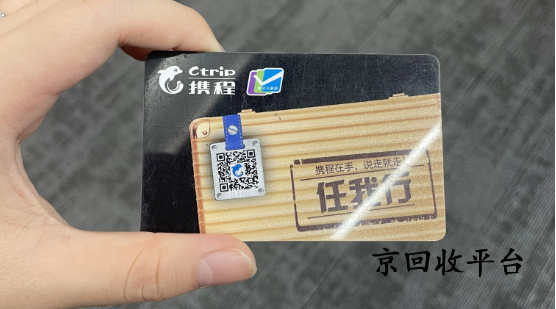 Ctrip
携程
携程在手，说走就走
任我行
京回收平台